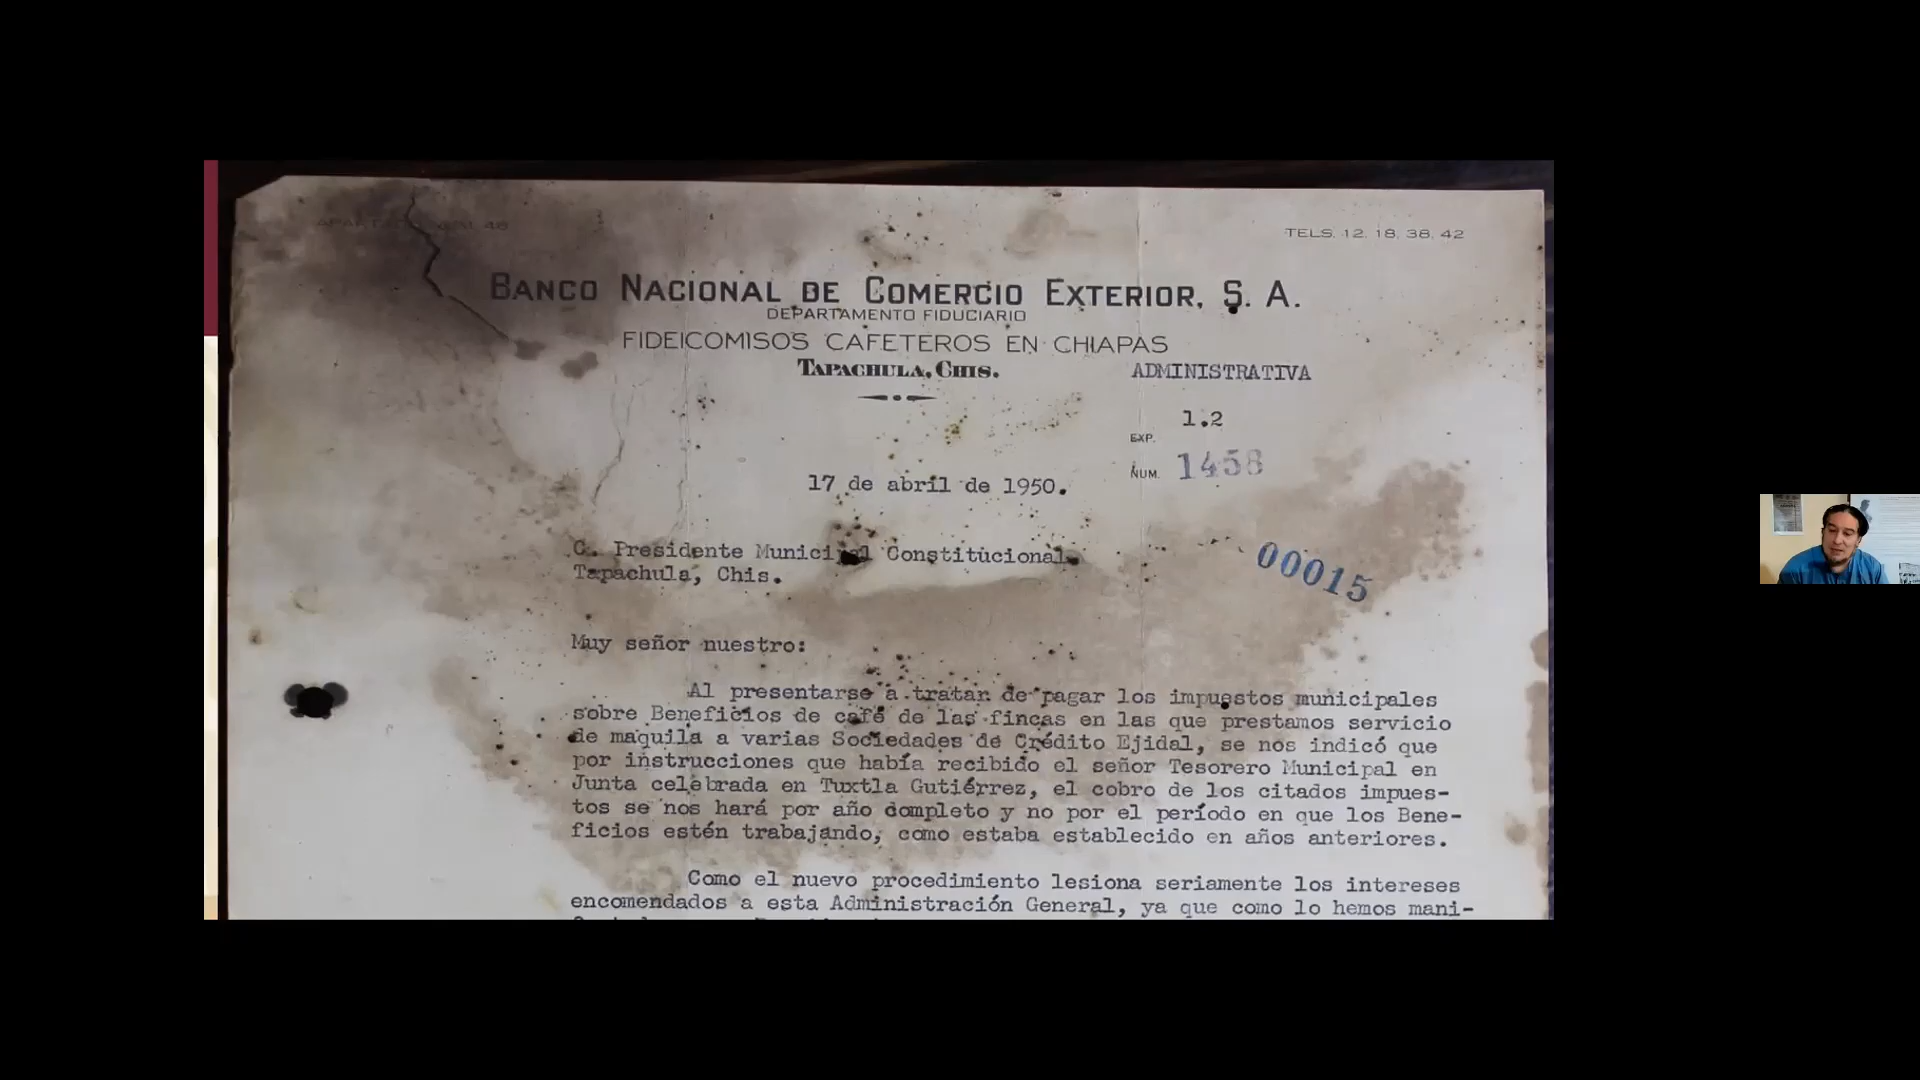 TELS. 12, 18, 38, 42
BANCO NACIONAL DE COMERCIO EXTERIOR, S. A.
DEPARTAMENTO FIDUCIARIO
FIDEICOMISOS CAFETEROS EN CHIAPAS
TAPACHULA, CHIS.
ADMINISTRATIVA
1.2
EXP.
NUM. 1458
17 de abril de 1950.
C. Presidente Municipal Constitucional
Tapachula, Chis.
00015
Muy señor nuestro:
Al presentarse a tratar de pagar los impuestos municipales
sobre Beneficios de café de las fincas en las que prestamos servicio
de maquila a varias Sociedades de Crédito Ejidal, se nos indicó que
por instrucciones que había recibido el señor Tesorero Municipal en
Junta celebrada en Tuxtla Gutiérrez, el cobro de los citados impues-
tos se nos hará por año completo y no por el período en que los Bene-
ficios estén trabajando, como estaba establecido en años anteriores.
Como el nuevo procedimiento lesiona seriamente los intereses
encomendados a esta Administración General, ya que como lo hemos mani-